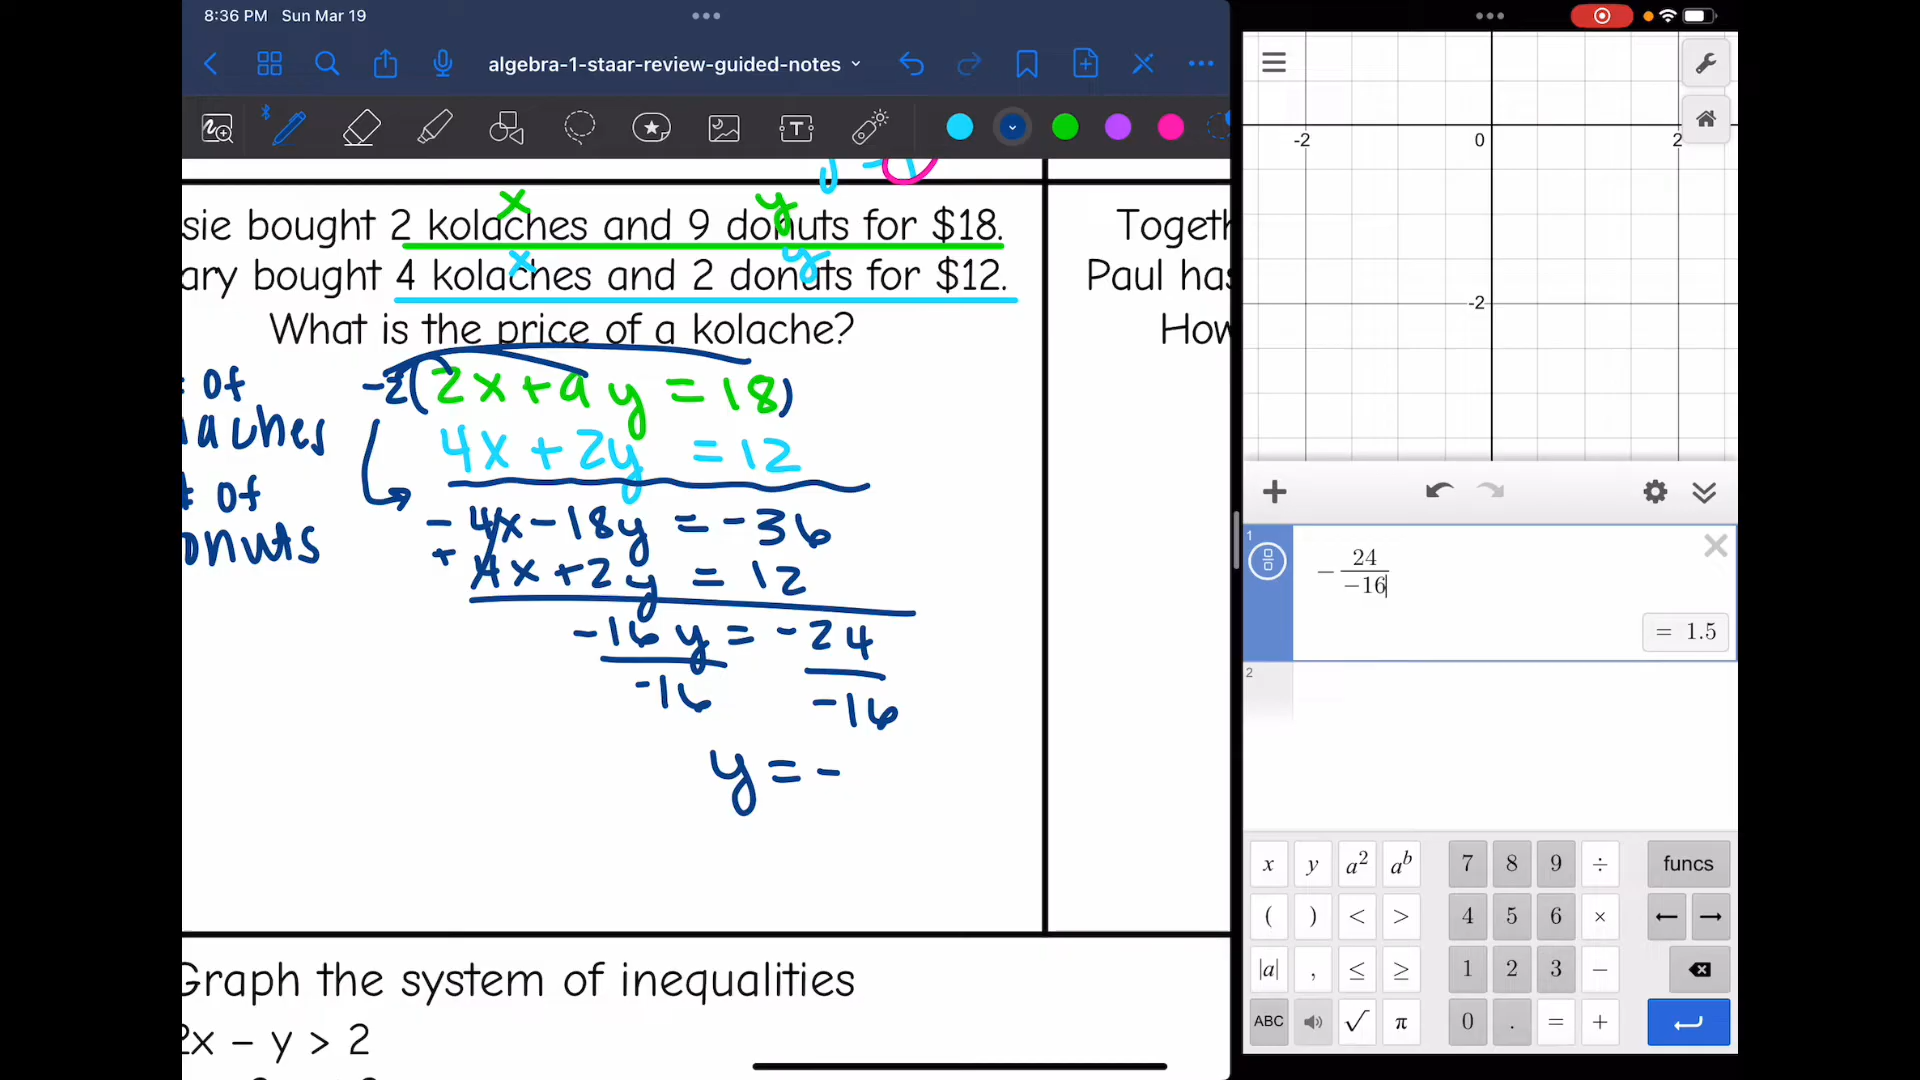 8:36 PM Sun Mar 19
algebra-1-staar-review-guided-notes
T
x y
sie bought 2 kolaches and 9 donuts for $18.
x y
ary bought 4 kolaches and 2 donuts for $12.
What is the price of a kolache?
of
aches
of
onuts
-2(2x + 9y = 18)
4x + 2y = 12
- 4x - 18y = -36
+ 4x + 2y = 12
-16y = -24
-16 -16
y = -
Graph the system of inequalities
2x – y > 2
Togeth
Paul has
How
-2 0 2
-2
1
- 24
-16
= 1.5
2
x y a² aᵇ 7 8 9 ÷ funcs
( ) < > 4 5 6 × ← →
|a| , ≤ ≥ 1 2 3 −
ABC √ π 0 . = +